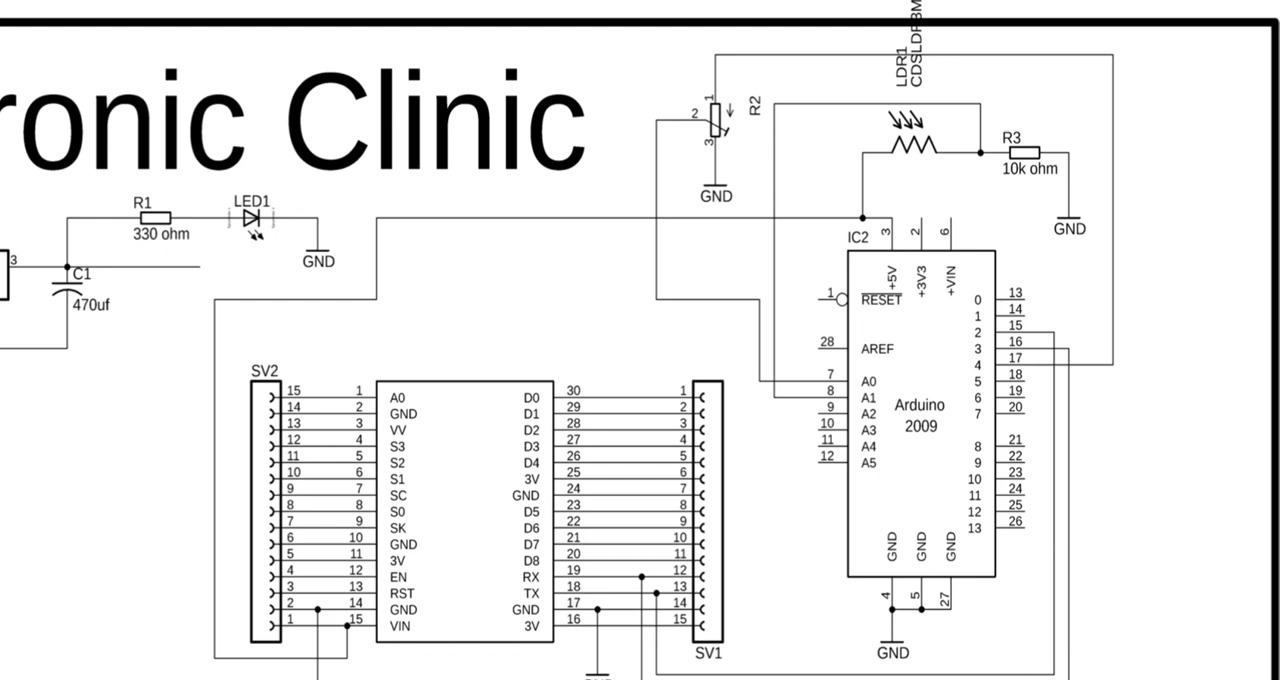 ronic Clinic
LDR1
CDSLDR3M
1
2
3
R2
GND
R3
10k ohm
GND
R1
330 ohm
LED1
GND
3
C1
470uf
IC2
3
2
6
+5V
+3V3
+VIN
1
RESET
28
AREF
7
A0
8
A1
9
A2
10
A3
11
A4
12
A5
Arduino
2009
0
13
1
14
2
15
3
16
4
17
5
18
6
19
7
20
8
21
9
22
10
23
11
24
12
25
13
26
GND
GND
GND
4
5
27
GND
SV2
15 1 A0 D0 30 1
14 2 GND D1 29 2
13 3 VV D2 28 3
12 4 S3 D3 27 4
11 5 S2 D4 26 5
10 6 S1 3V 25 6
9 7 SC GND 24 7
8 8 S0 D5 23 8
7 9 SK D6 22 9
6 10 GND D7 21 10
5 11 3V D8 20 11
4 12 EN RX 19 12
3 13 RST TX 18 13
2 14 GND GND 17 14
1 15 VIN 3V 16 15
SV1